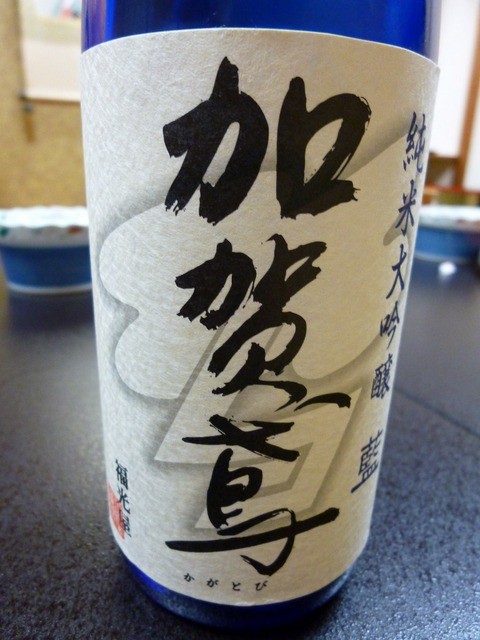 純米大吟醸 藍
加賀鳶
かがとび
福光屋